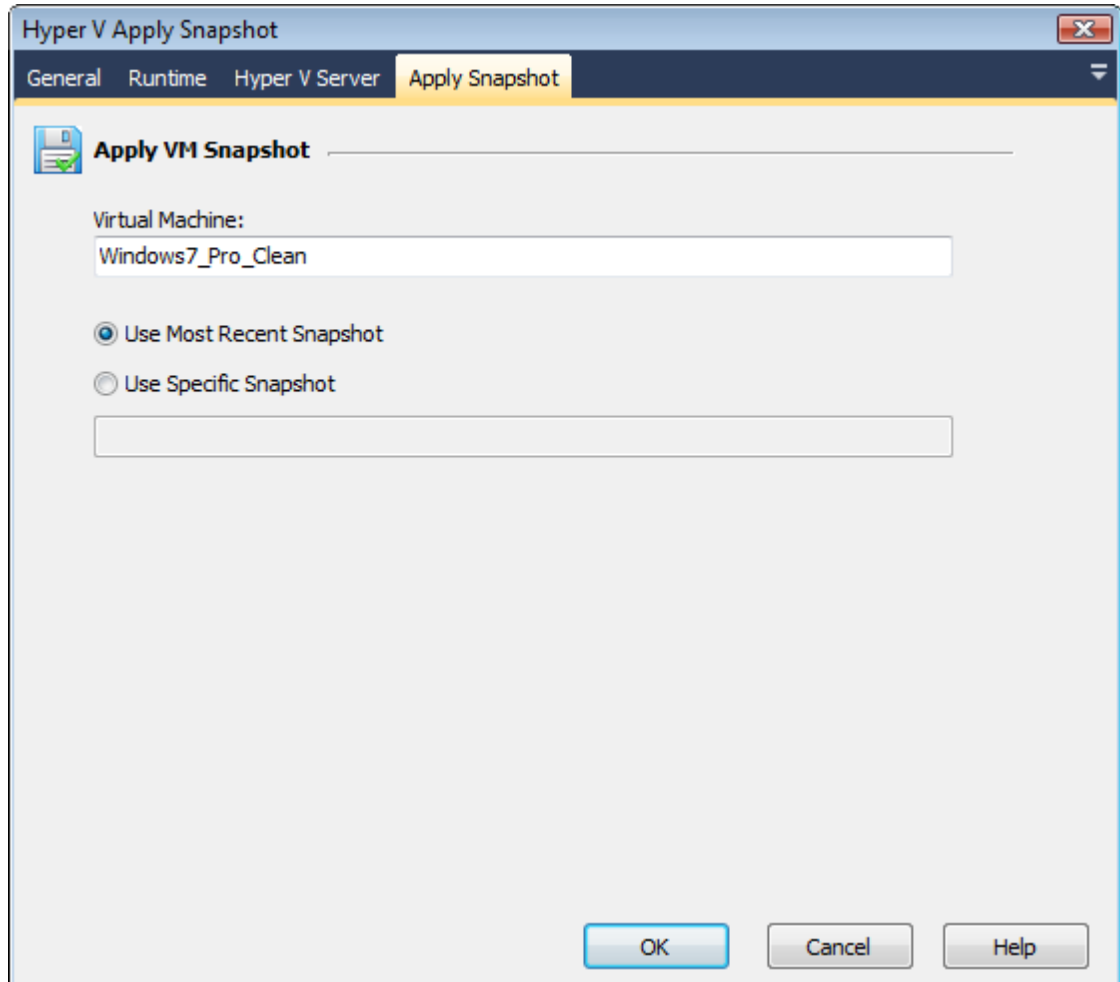 Hyper V Apply Snapshot
General Runtime Hyper V Server Apply Snapshot
Apply VM Snapshot
Virtual Machine:
Windows7_Pro_Clean
Use Most Recent Snapshot
Use Specific Snapshot
OK Cancel Help